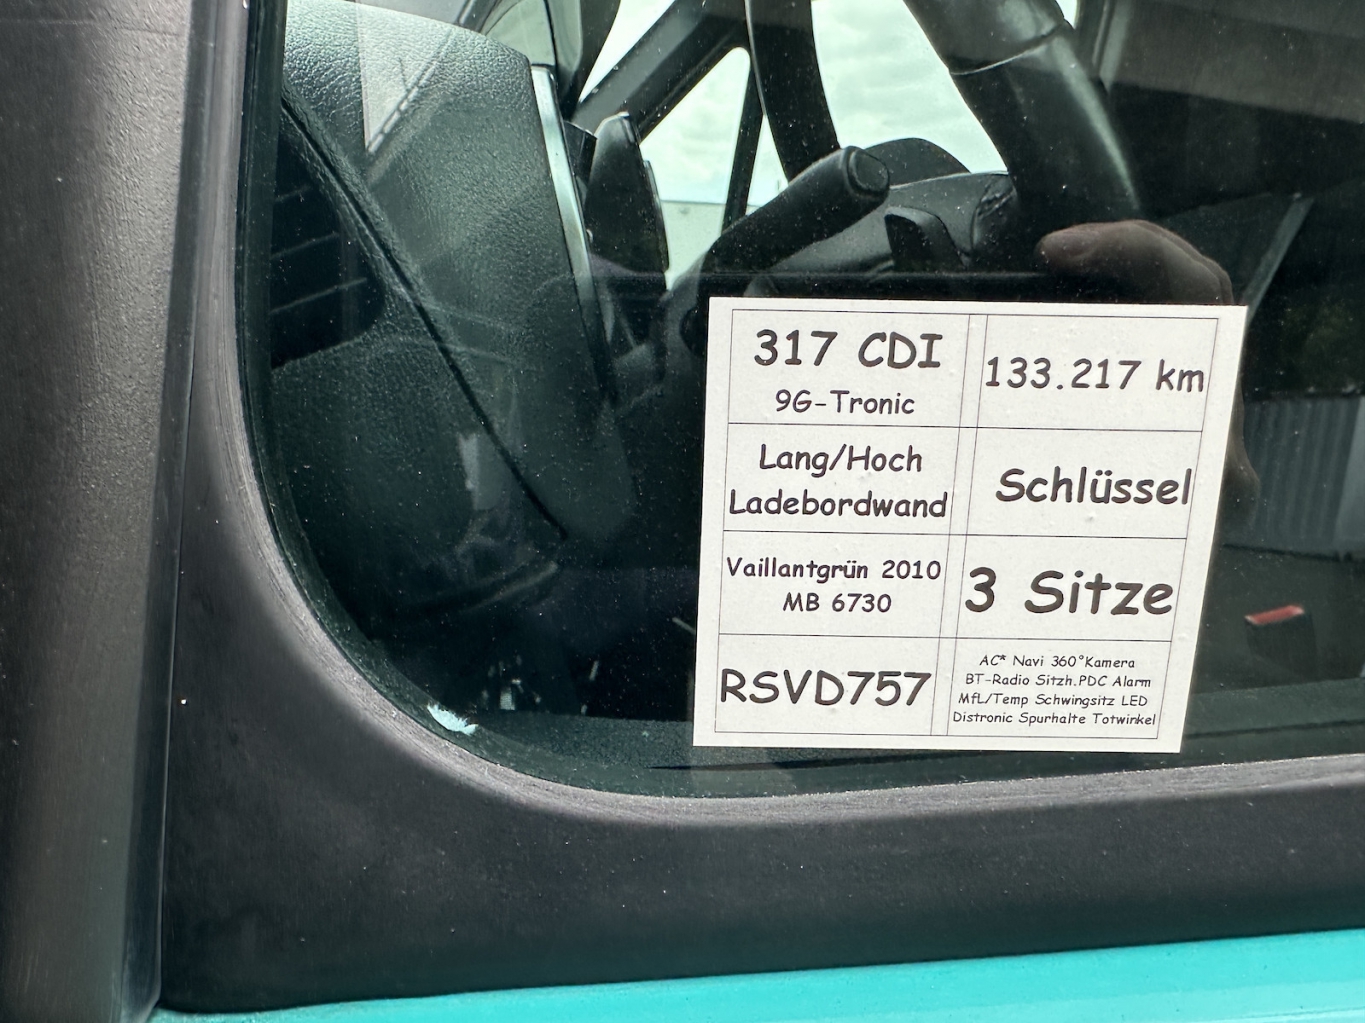 317 CDI
9G-Tronic
133.217 km
Lang/Hoch
Ladebordwand
Schlüssel
Vaillantgrün 2010
MB 6730
3 Sitze
RSVD757
AC* Navi 360°Kamera
BT-Radio Sitzh.PDC Alarm
MfL/Temp Schwingsitz LED
Distronic Spurhalte Totwinkel